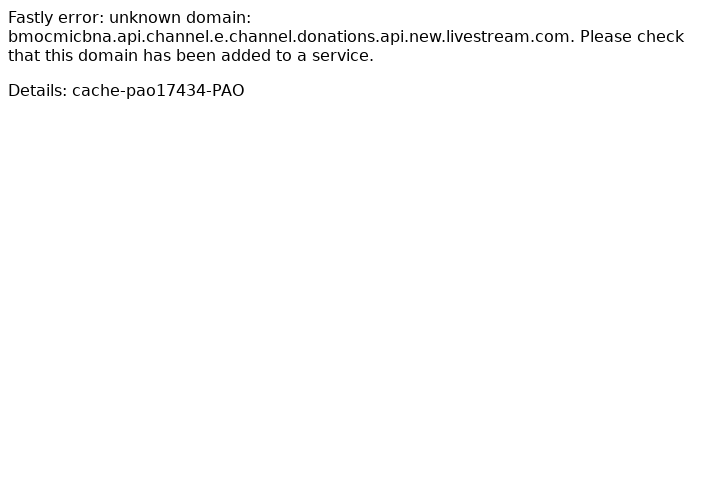 Fastly error: unknown domain:
bmocmicbna.api.channel.e.channel.donations.api.new.livestream.com. Please check
that this domain has been added to a service.
Details: cache-pao17434-PAO